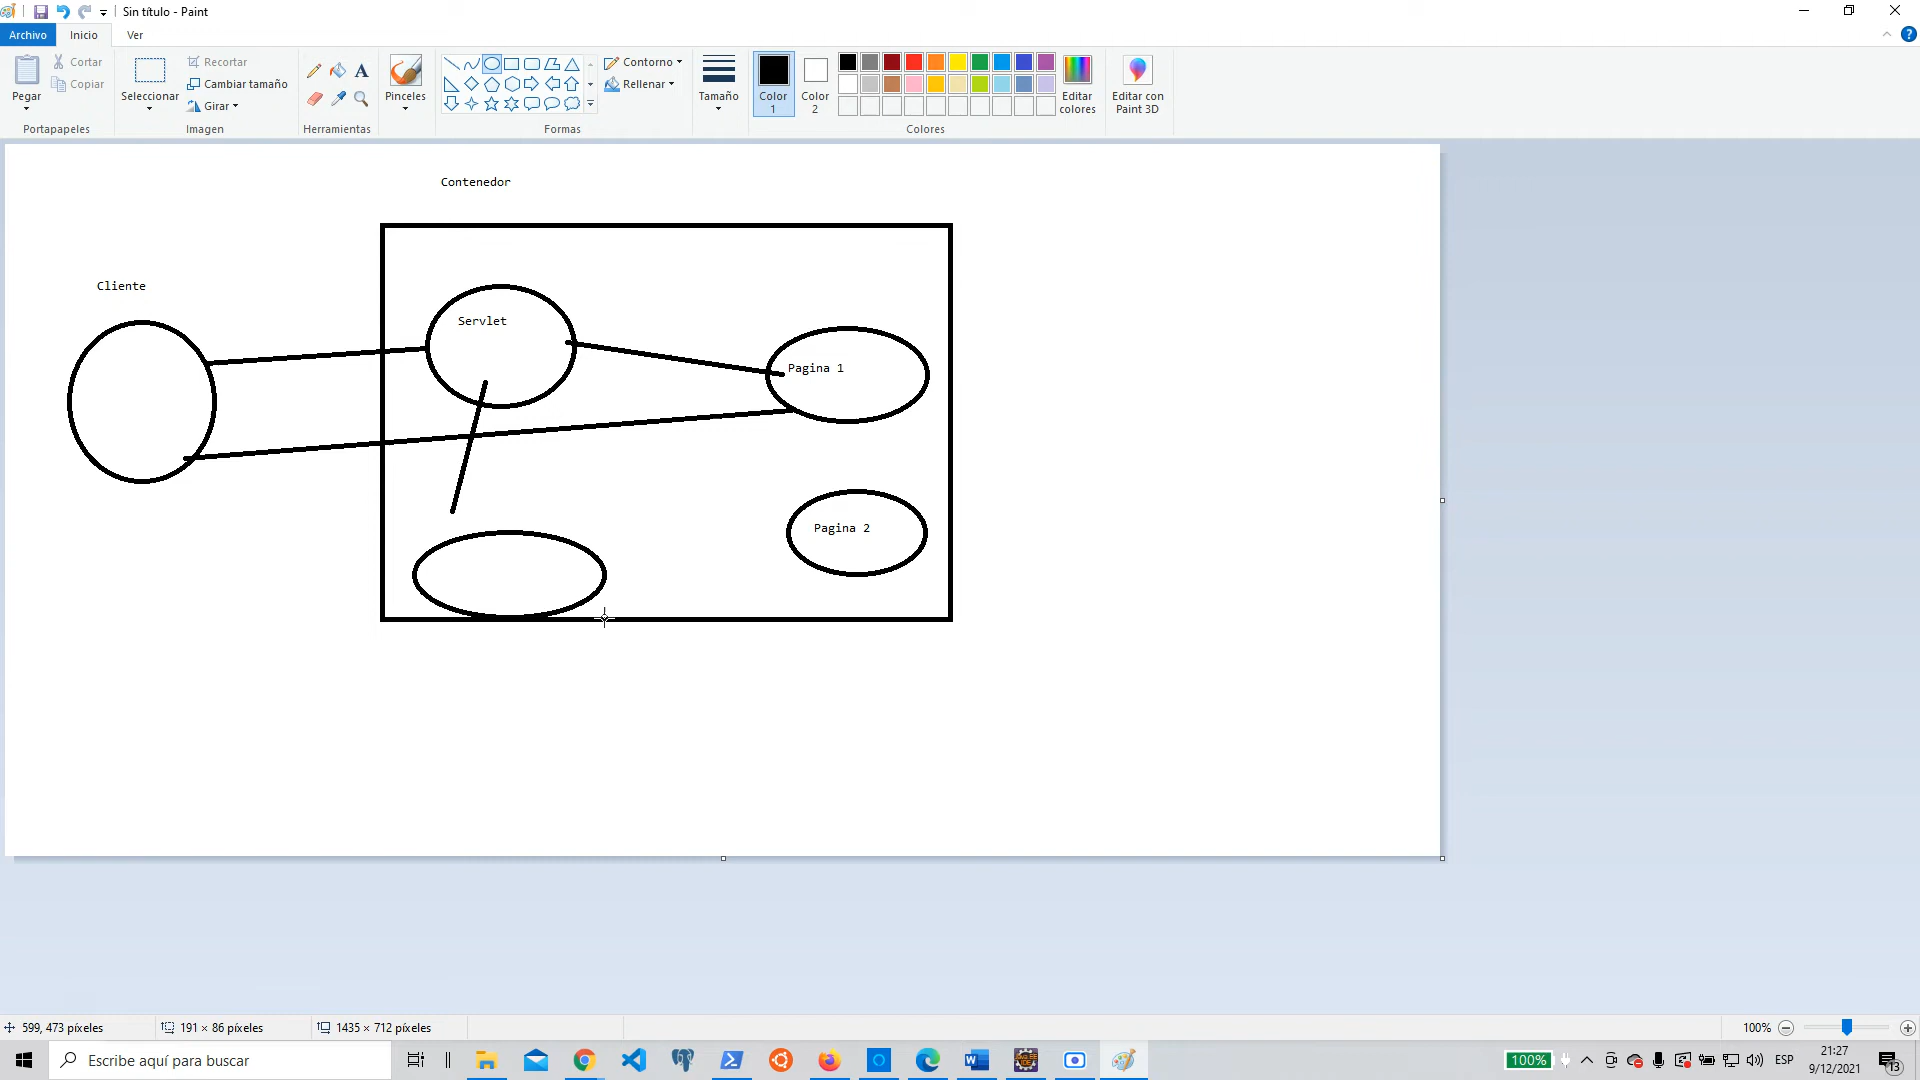 Sin título - Paint
Archivo
Inicio
Ver
Pegar
Cortar
Copiar
Portapapeles
Seleccionar
Recortar
Cambiar tamaño
Girar
Imagen
A
Herramientas
Pinceles
Contorno
Rellenar
Formas
Tamaño
Color 1
Color 2
Editar colores
Colores
Editar con Paint 3D
Contenedor
Cliente
Servlet
Pagina 1
Pagina 2
599, 473 píxeles
191 × 86 píxeles
1435 × 712 píxeles
100%
Escribe aquí para buscar
100%
ESP
21:27
9/12/2021
13